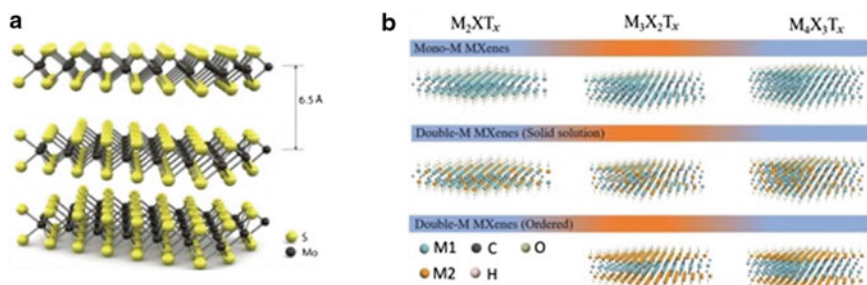 a
6.5 Å
S
Mo
b
M₂XTₓ M₃X₂Tₓ M₄X₃Tₓ
Mono-M MXenes
Double-M MXenes (Solid solution)
Double-M MXenes (Ordered)
M1 C O
M2 H